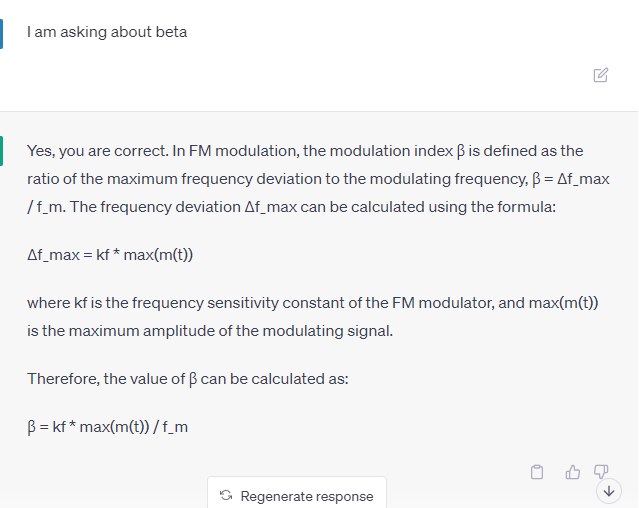 I am asking about beta
Yes, you are correct. In FM modulation, the modulation index β is defined as the
ratio of the maximum frequency deviation to the modulating frequency, β = Δf_max
/ f_m. The frequency deviation Δf_max can be calculated using the formula:
Δf_max = kf * max(m(t))
where kf is the frequency sensitivity constant of the FM modulator, and max(m(t))
is the maximum amplitude of the modulating signal.
Therefore, the value of β can be calculated as:
β = kf * max(m(t)) / f_m
Regenerate response